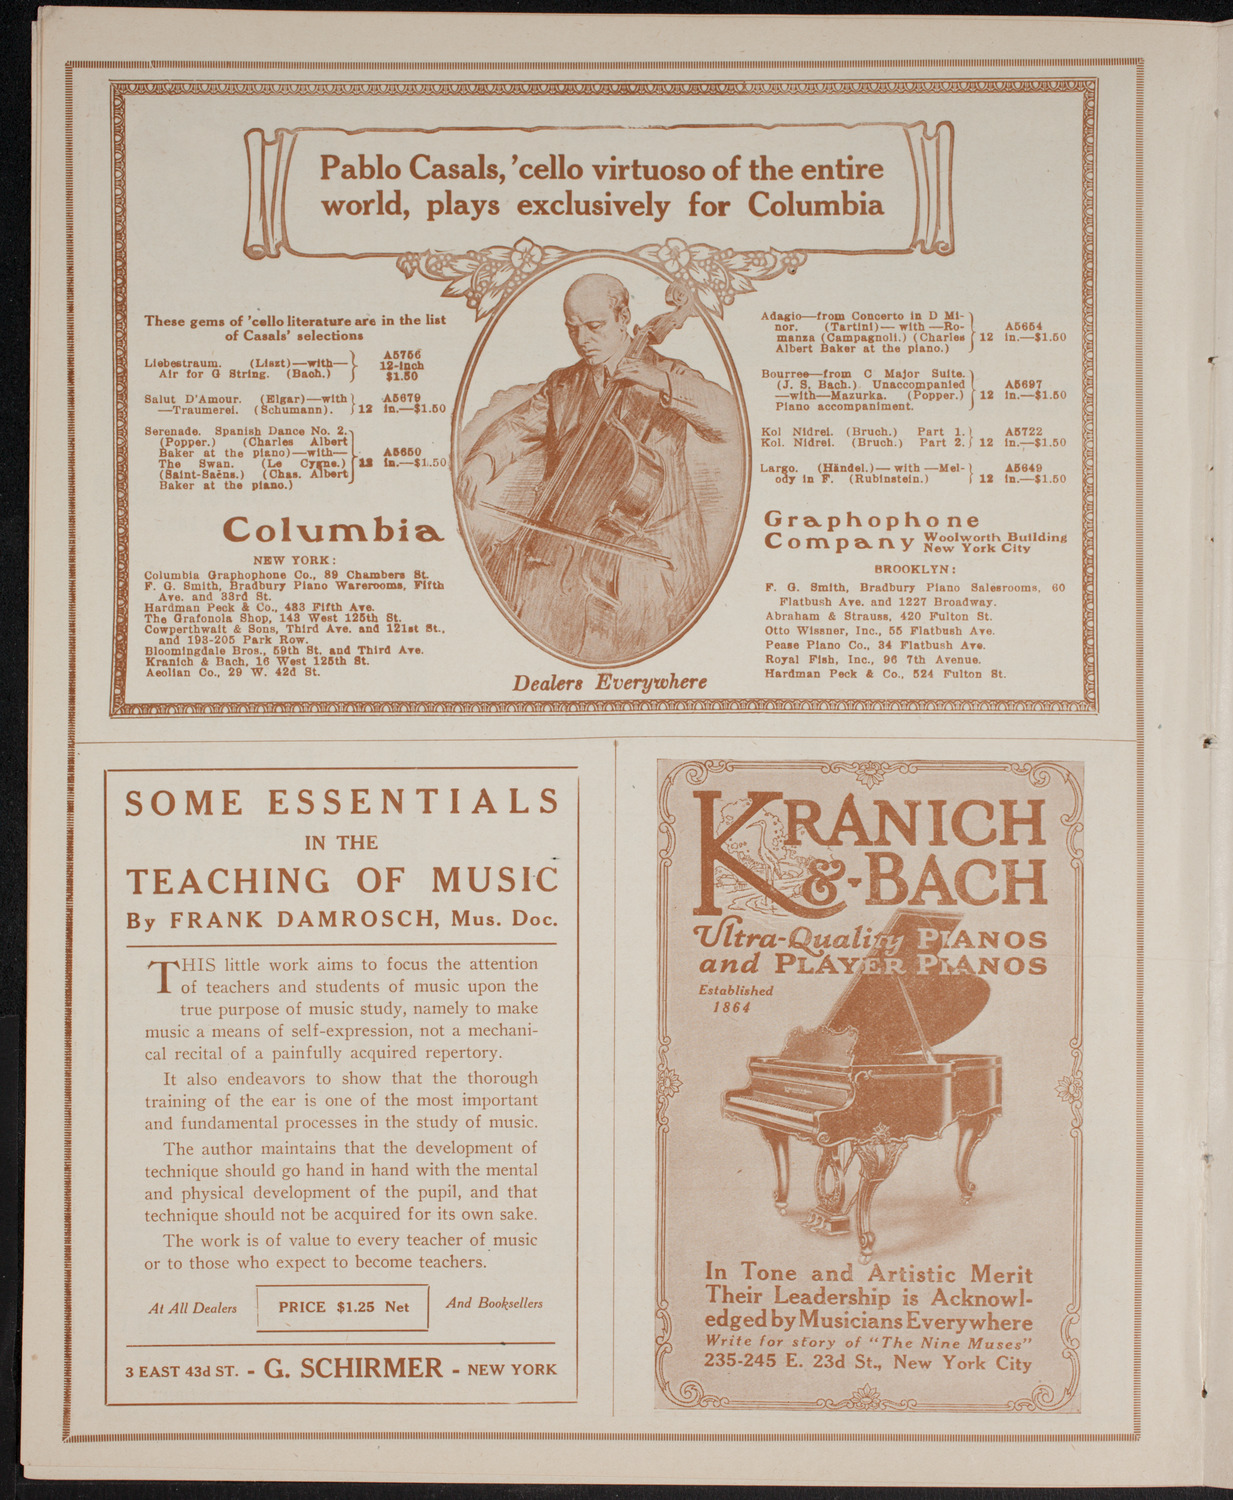 Pablo Casals, 'cello virtuoso of the entire
world, plays exclusively for Columbia
These gems of 'cello literature are in the list
of Casals' selections
Liebestraum. (Liszt)—with—
Air for G String. (Bach.)
A5756
12-inch
$1.50
Salut D'Amour. (Elgar)—with
—Traumerei. (Schumann).
A5679
12 in.—$1.50
Serenade. Spanish Dance No. 2.
(Popper.) (Charles Albert
Baker at the piano)—with—
The Swan. (Le Cygne.)
(Saint-Saëns.) (Chas. Albert
Baker at the piano.)
A5650
12 in.—$1.50
Adagio—from Concerto in D Mi-
nor. (Tartini)— with —Ro-
manza (Campagnoli.) (Charles
Albert Baker at the piano.)
A5654
12 in.—$1.50
Bourree—from C Major Suite.
(J. S. Bach.). Unaccompanied
—with—Mazurka. (Popper.)
Piano accompaniment.
A5697
12 in.—$1.50
Kol Nidrei. (Bruch.) Part 1.
Kol. Nidrei. (Bruch.) Part 2.
A5722
12 in.—$1.50
Largo. (Händel.)— with —Mel-
ody in F. (Rubinstein.)
A5649
12 in.—$1.50
Columbia
NEW YORK:
Columbia Graphophone Co., 89 Chambers St.
F. G. Smith, Bradbury Piano Warerooms, Fifth
Ave. and 33rd St.
Hardman Peck & Co., 433 Fifth Ave.
The Grafonola Shop, 143 West 125th St.
Cowperthwait & Sons, Third Ave. and 121st St.,
and 193-205 Park Row.
Bloomingdale Bros., 59th St. and Third Ave.
Kranich & Bach, 16 West 125th St.
Aeolian Co., 29 W. 42d St.
Graphophone
Company Woolworth Building
New York City
BROOKLYN:
F. G. Smith, Bradbury Piano Salesrooms, 60
Flatbush Ave. and 1227 Broadway.
Abraham & Strauss, 420 Fulton St.
Otto Wissner, Inc., 55 Flatbush Ave.
Pease Piano Co., 34 Flatbush Ave.
Royal Fish, Inc., 96 7th Avenue.
Hardman Peck & Co., 524 Fulton St.
Dealers Everywhere
SOME ESSENTIALS
IN THE
TEACHING OF MUSIC
By FRANK DAMROSCH, Mus. Doc.
THIS little work aims to focus the attention
of teachers and students of music upon the
true purpose of music study, namely to make
music a means of self-expression, not a mechani-
cal recital of a painfully acquired repertory.
It also endeavors to show that the thorough
training of the ear is one of the most important
and fundamental processes in the study of music.
The author maintains that the development of
technique should go hand in hand with the mental
and physical development of the pupil, and that
technique should not be acquired for its own sake.
The work is of value to every teacher of music
or to those who expect to become teachers.
At All Dealers
PRICE $1.25 Net
And Booksellers
3 EAST 43d ST. - G. SCHIRMER - NEW YORK
KRANICH
&-BACH
Ultra-Quality PIANOS
and PLAYER PIANOS
Established
1864
In Tone and Artistic Merit
Their Leadership is Acknowl-
edged by Musicians Everywhere
Write for story of "The Nine Muses"
235-245 E. 23d St., New York City